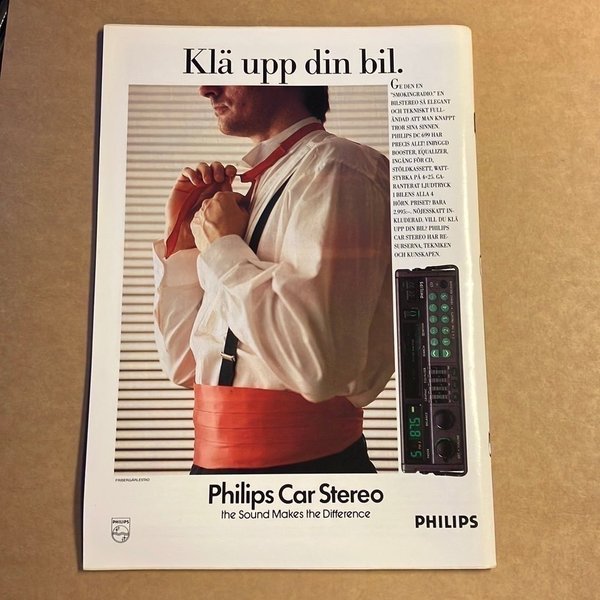 Klä upp din bil.
GE DEN EN
"SMOKINGRADIO." EN
BILSTEREO SÅ ELEGANT
OCH TEKNISKT FULL-
ÄNDAD ATT MAN KNAPPT
TROR SINA SINNEN.
PHILIPS DC 699 HAR
PRECIS ALLT! INBYGGD
BOOSTER, EQUALIZER,
INGÅNG FÖR CD,
STÖLDKASSETT, WATT-
STYRKA PÅ 4×25. GA-
RANTERAT LJUDTRYCK
I BILENS ALLA 4
HÖRN. PRISET? BARA
2.995:–. NÖJESSKATT IN-
KLUDERAD. VILL DU KLÄ
UPP DIN BIL? PHILIPS
CAR STEREO HAR RE-
SURSERNA, TEKNIKEN
OCH KUNSKAPEN.
5 87.5
Philips Car Stereo
the Sound Makes the Difference
PHILIPS
PHILIPS